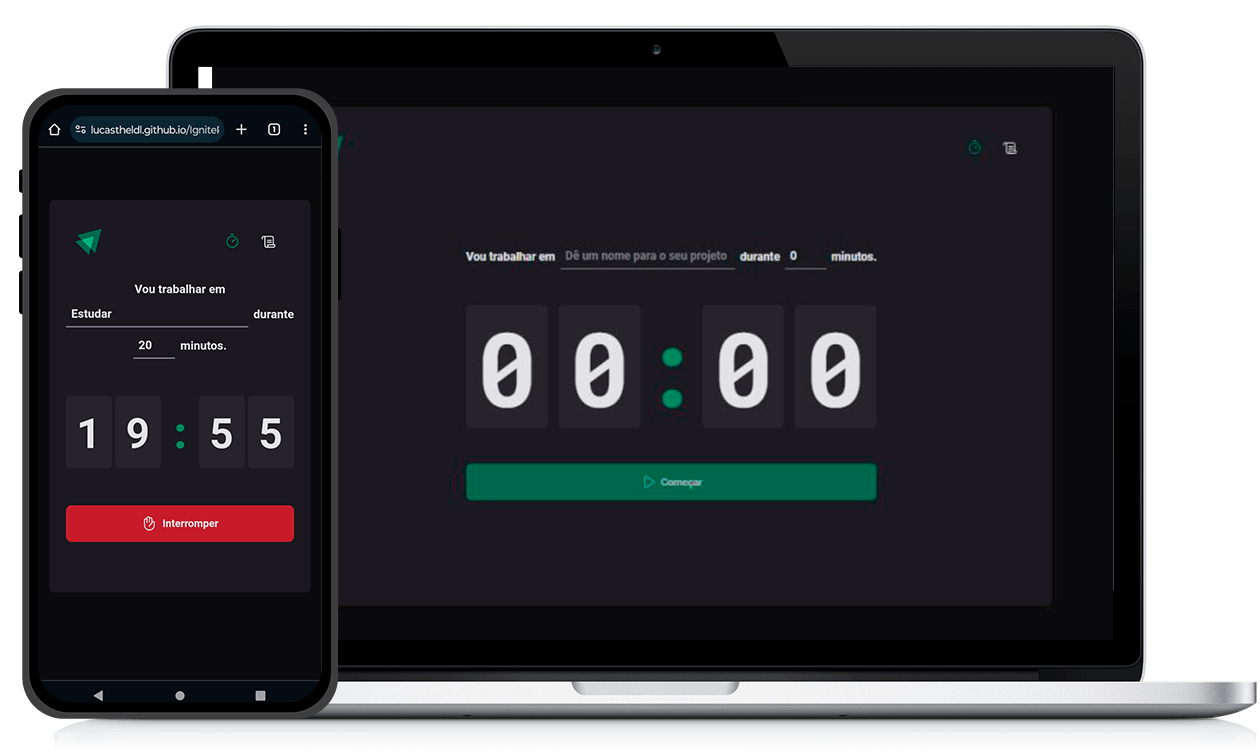 lucastheldl.github.io/IgniteF
1
Vou trabalhar em
Estudar durante
20 minutos.
19:55
Interromper
Vou trabalhar em Dê um nome para o seu projeto durante 0 minutos.
00:00
Começar